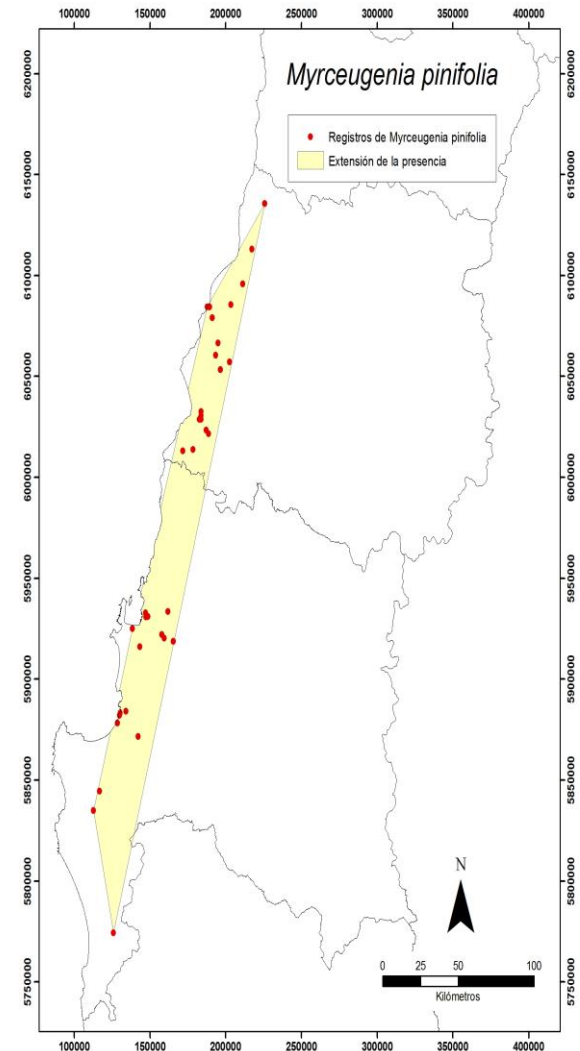 100000 150000 200000 250000 300000 350000 400000
Myrceugenia pinifolia
Registros de Myrceugenia pinifolia
Extensión de la presencia
6200000 6200000
6150000 6150000
6100000 6100000
6050000 6050000
6000000 6000000
5950000 5950000
5900000 5900000
5850000 5850000
5800000 5800000
5750000 5750000
N
0 25 50 100
Kilómetros
100000 150000 200000 250000 300000 350000 400000